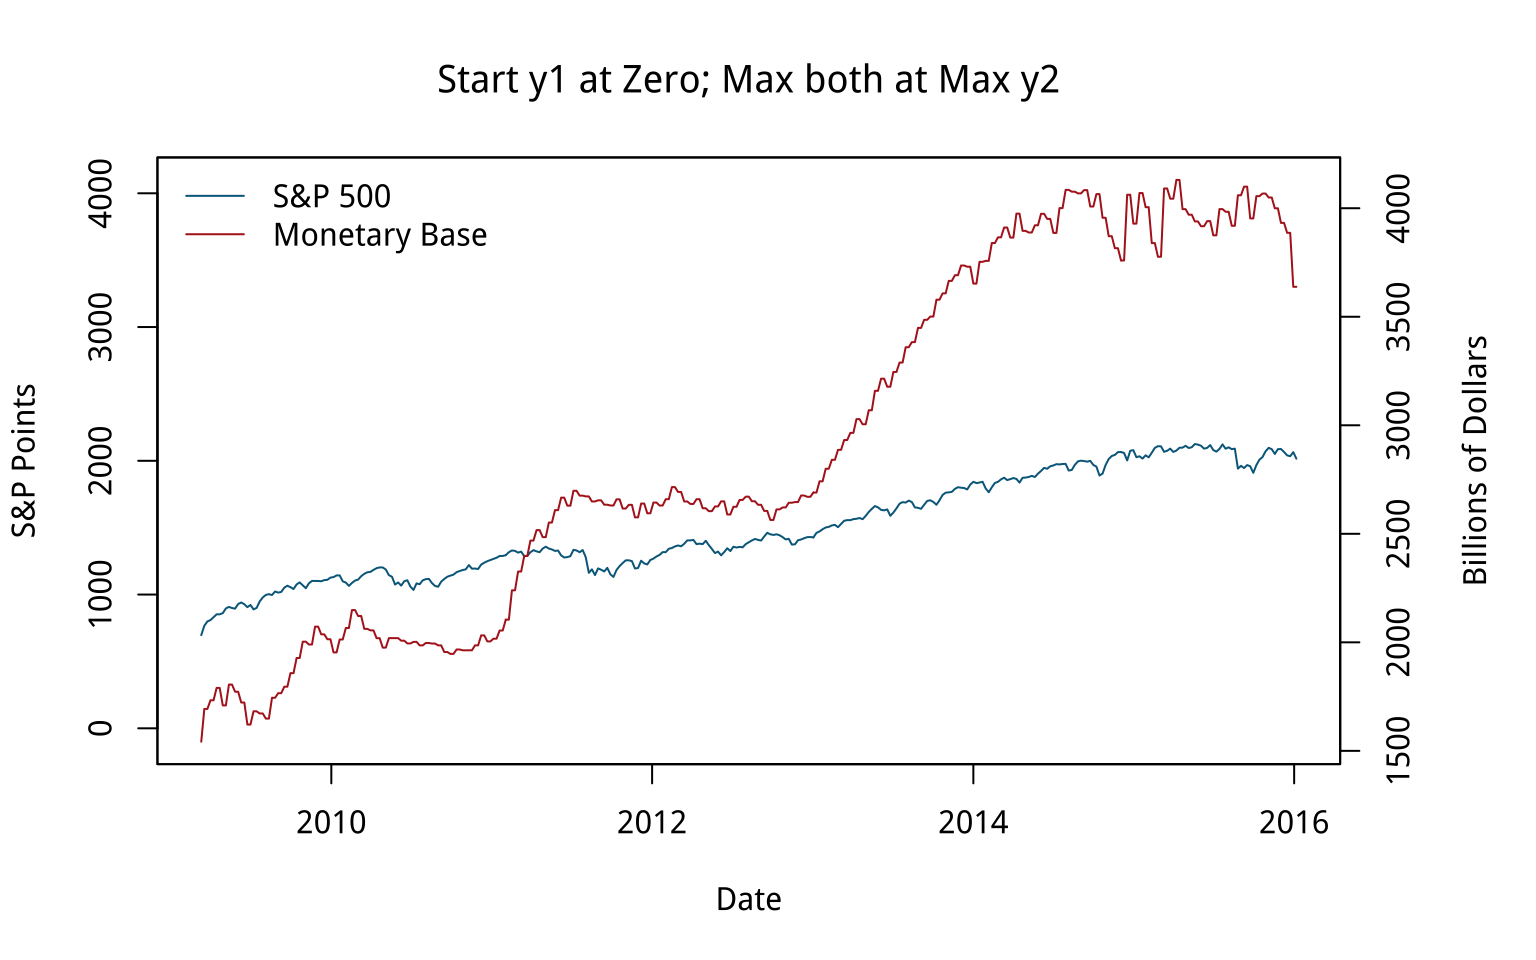 Start y1 at Zero; Max both at Max y2
S&P 500
Monetary Base
S&P Points
0
1000
2000
3000
4000
1500
2000
2500
3000
3500
4000
Billions of Dollars
2010 2012 2014 2016
Date